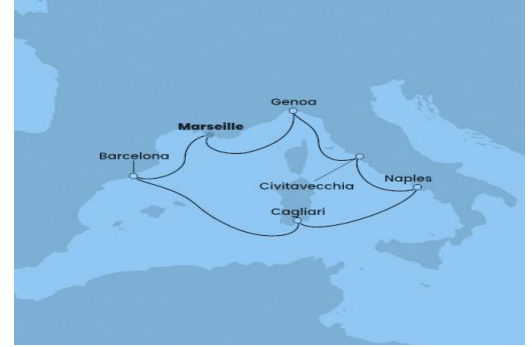 Genoa
Marseille
Barcelona
Civitavecchia
Naples
Cagliari